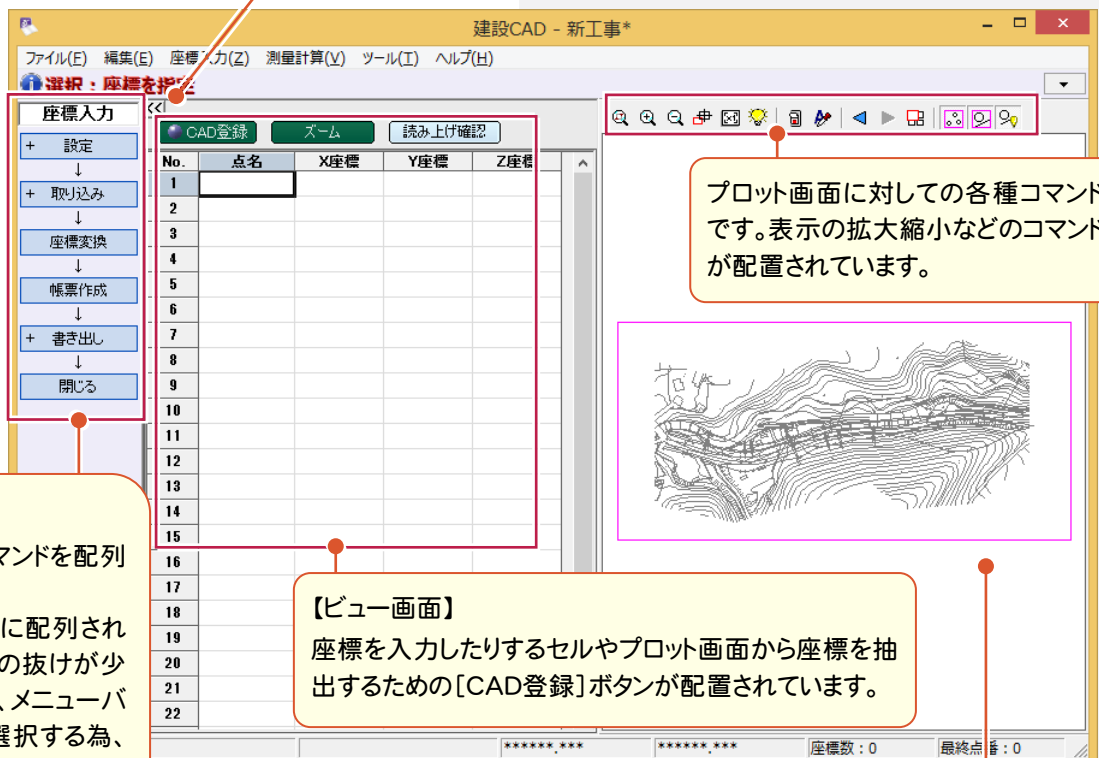 建設CAD - 新工事*
ファイル(F) 編集(E) 座標入力(Z) 測量計算(V) ツール(T) ヘルプ(H)
選択：座標を指定
座標入力
+ 設定
↓
+ 取り込み
↓
座標変換
↓
帳票作成
↓
+ 書き出し
↓
閉じる
<<
CAD登録 ズーム 読み上げ確認
No. 点名 X座標 Y座標 Z座標
1
2
3
4
5
6
7
8
9
10
11
12
13
14
15
16
17
18
19
20
21
22
プロット画面に対しての各種コマンド
です。表示の拡大縮小などのコマンド
が配置されています。
マンドを配列
に配列され
の抜けが少
、メニューバ
選択する為、
【ビュー画面】
座標を入力したりするセルやプロット画面から座標を抽
出するための［CAD登録］ボタンが配置されています。
******.*** ******.*** 座標数：0 最終点番：0